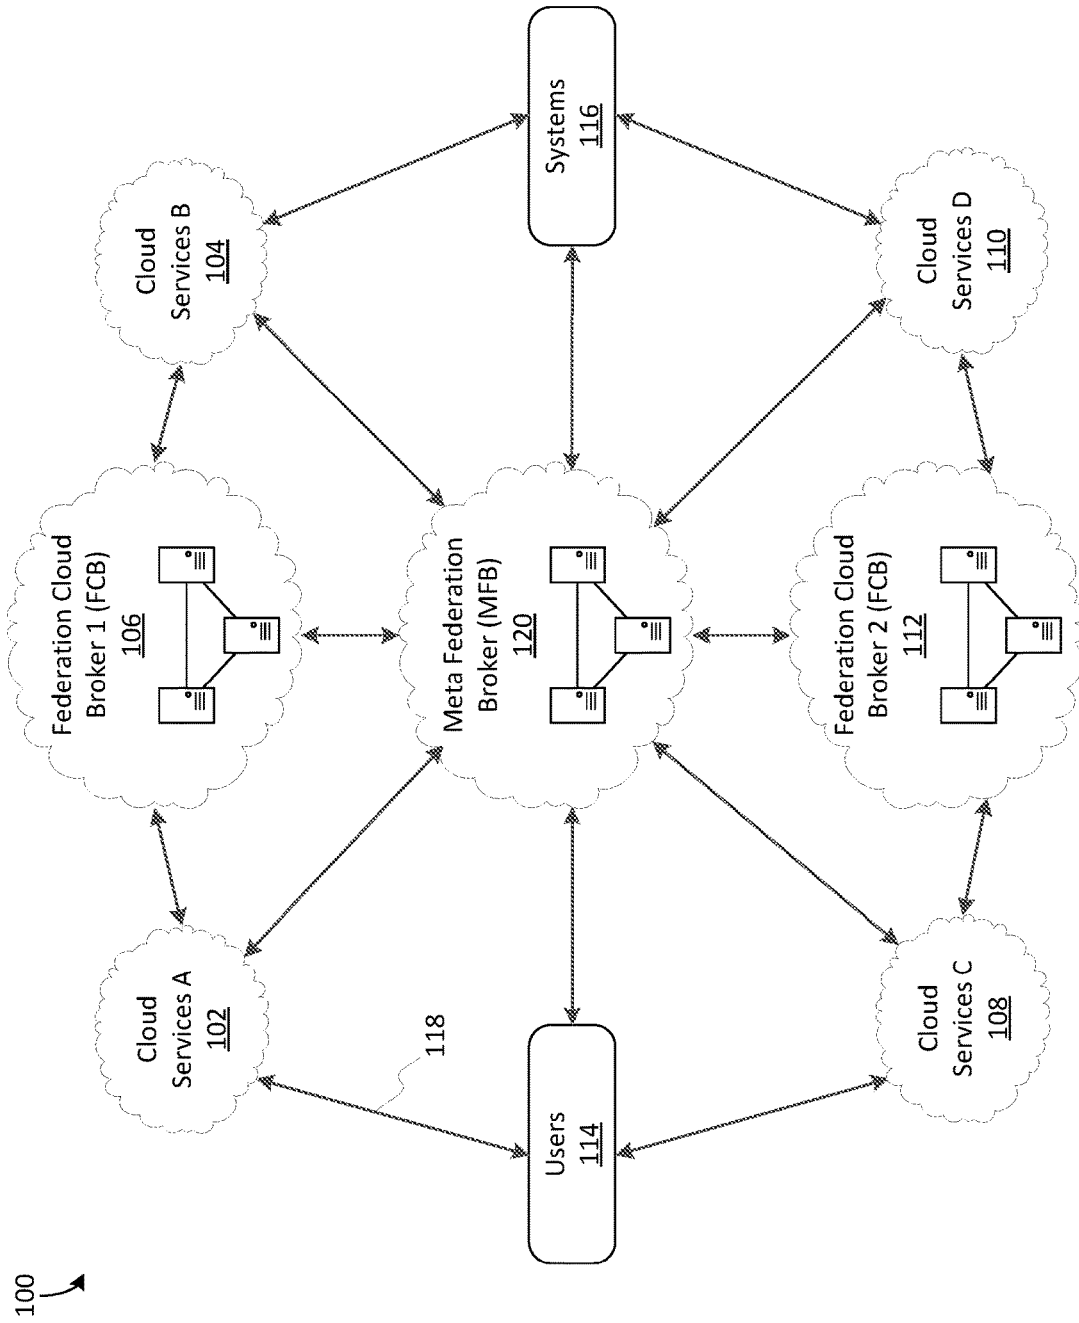 100
Federation Cloud
Broker 1 (FCB)
106
Cloud
Services A
102
Cloud
Services B
104
118
Users
114
Meta Federation
Broker (MFB)
120
Systems
116
Cloud
Services C
108
Federation Cloud
Broker 2 (FCB)
112
Cloud
Services D
110